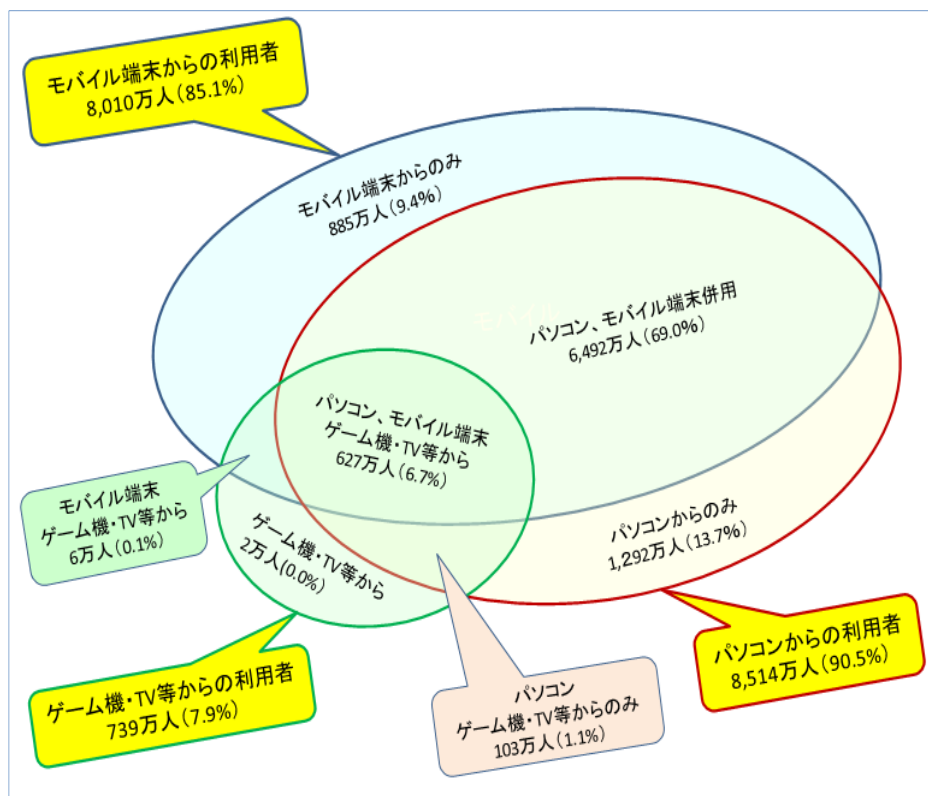 モバイル端末からの利用者
8,010万人(85.1%)
モバイル端末からのみ
885万人(9.4%)
モバイル
パソコン、モバイル端末併用
6,492万人(69.0%)
パソコン、モバイル端末
ゲーム機・TV等から
627万人(6.7%)
モバイル端末
ゲーム機・TV等から
6万人(0.1%)
ゲーム機・TV等から
2万人(0.0%)
パソコンからのみ
1,292万人(13.7%)
パソコンからの利用者
8,514万人(90.5%)
ゲーム機・TV等からの利用者
739万人(7.9%)
パソコン
ゲーム機・TV等からのみ
103万人(1.1%)